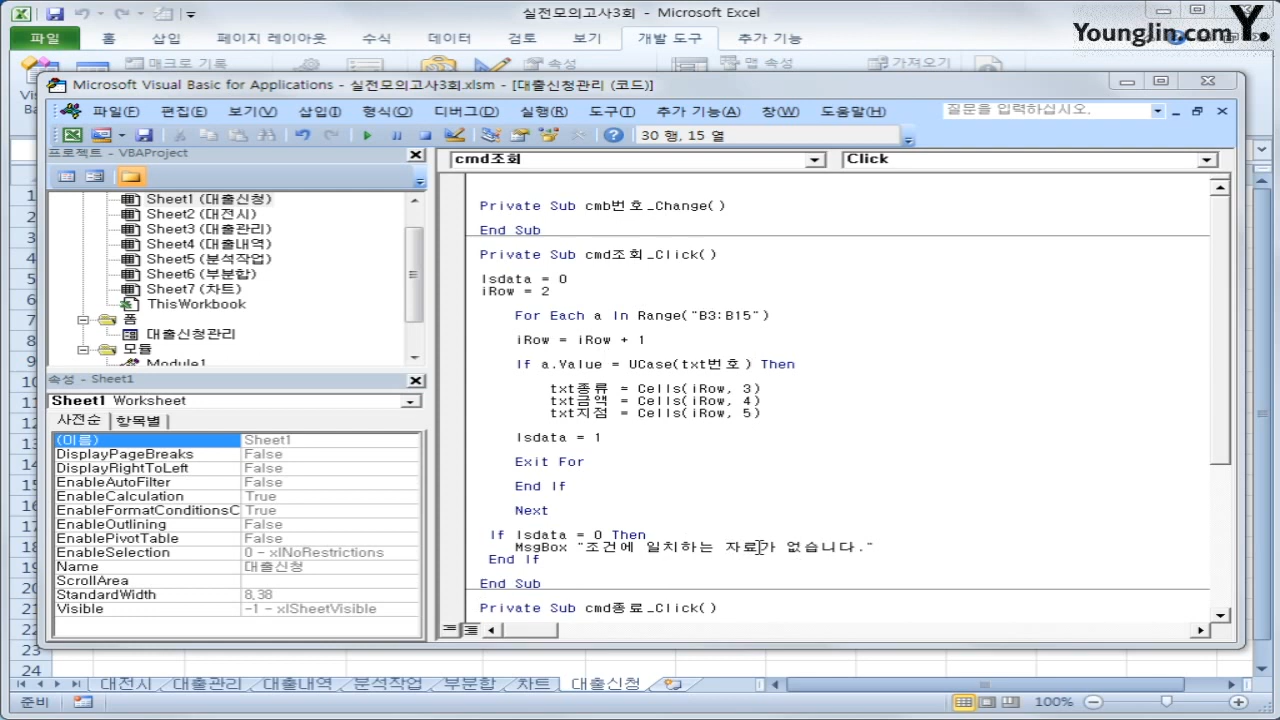 실전모의고사3회 - Microsoft Excel
YoungJin.com Y.
파일 홈 삽입 페이지 레이아웃 수식 데이터 검토 보기 개발 도구 추가 기능
매크로 기록 속성 맵 속성 가져오기
Microsoft Visual Basic for Applications - 실전모의고사3회.xlsm - [대출신청관리 (코드)]
파일(F) 편집(E) 보기(V) 삽입(I) 형식(O) 디버그(D) 실행(R) 도구(T) 추가 기능(A) 창(W) 도움말(H) 질문을 입력하십시오.
30 행, 15 열
프로젝트 - VBAProject
Sheet1 (대출신청)
Sheet2 (대전시)
Sheet3 (대출관리)
Sheet4 (대출내역)
Sheet5 (분석작업)
Sheet6 (부분합)
Sheet7 (차트)
ThisWorkbook
폼
대출신청관리
모듈
Module1
속성 - Sheet1
Sheet1 Worksheet
사전순 항목별
(이름) Sheet1
DisplayPageBreaks False
DisplayRightToLeft False
EnableAutoFilter False
EnableCalculation True
EnableFormatConditionsC True
EnableOutlining False
EnablePivotTable False
EnableSelection 0 - xlNoRestrictions
Name 대출신청
ScrollArea
StandardWidth 8.38
Visible -1 - xlSheetVisible
cmd조회 Click
Private Sub cmb번호_Change()
End Sub
Private Sub cmd조회_Click()
Isdata = 0
iRow = 2
For Each a In Range("B3:B15")
iRow = iRow + 1
If a.Value = UCase(txt번호) Then
txt종류 = Cells(iRow, 3)
txt금액 = Cells(iRow, 4)
txt지점 = Cells(iRow, 5)
Isdata = 1
Exit For
End If
Next
If Isdata = 0 Then
MsgBox "조건에 일치하는 자료가 없습니다."
End If
End Sub
Private Sub cmd종료_Click()
23
24
대전시 대출관리 대출내역 분석작업 부분합 차트 대출신청
준비 100%